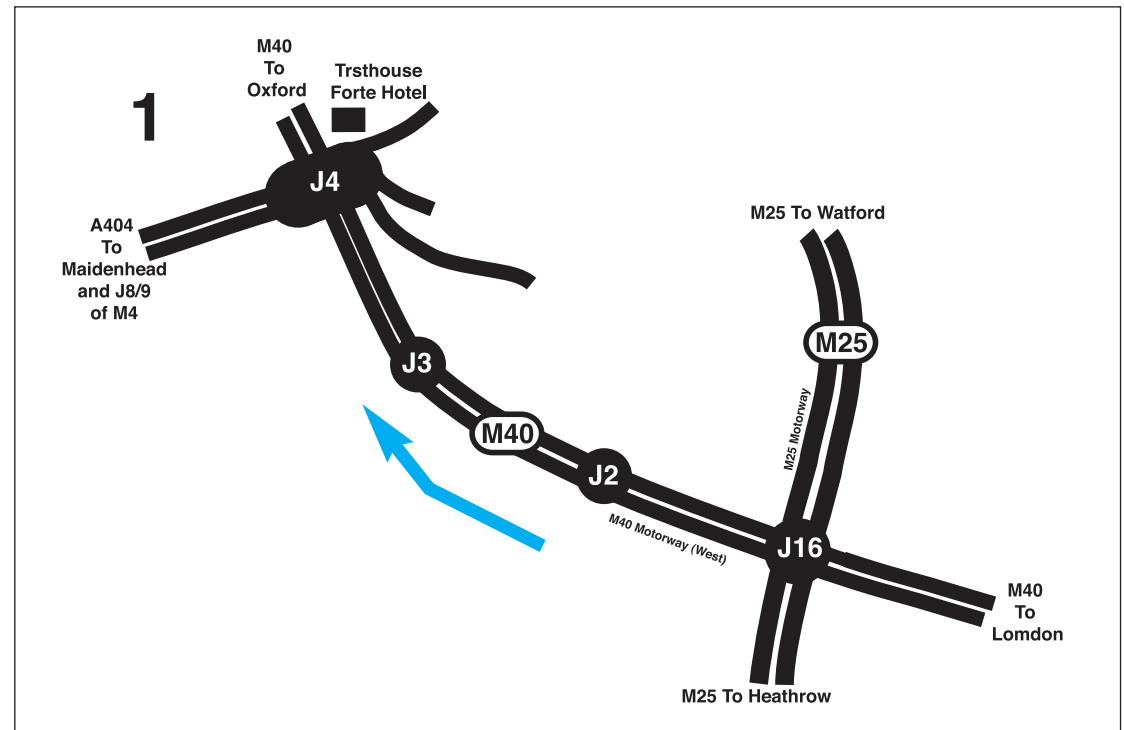 1
M40
To
Oxford
Trsthouse
Forte Hotel
J4
A404
To
Maidenhead
and J8/9
of M4
M25 To Watford
M25
J3
M40
M25 Motorway
J2
M40 Motorway (West)
J16
M40
To
Lomdon
M25 To Heathrow